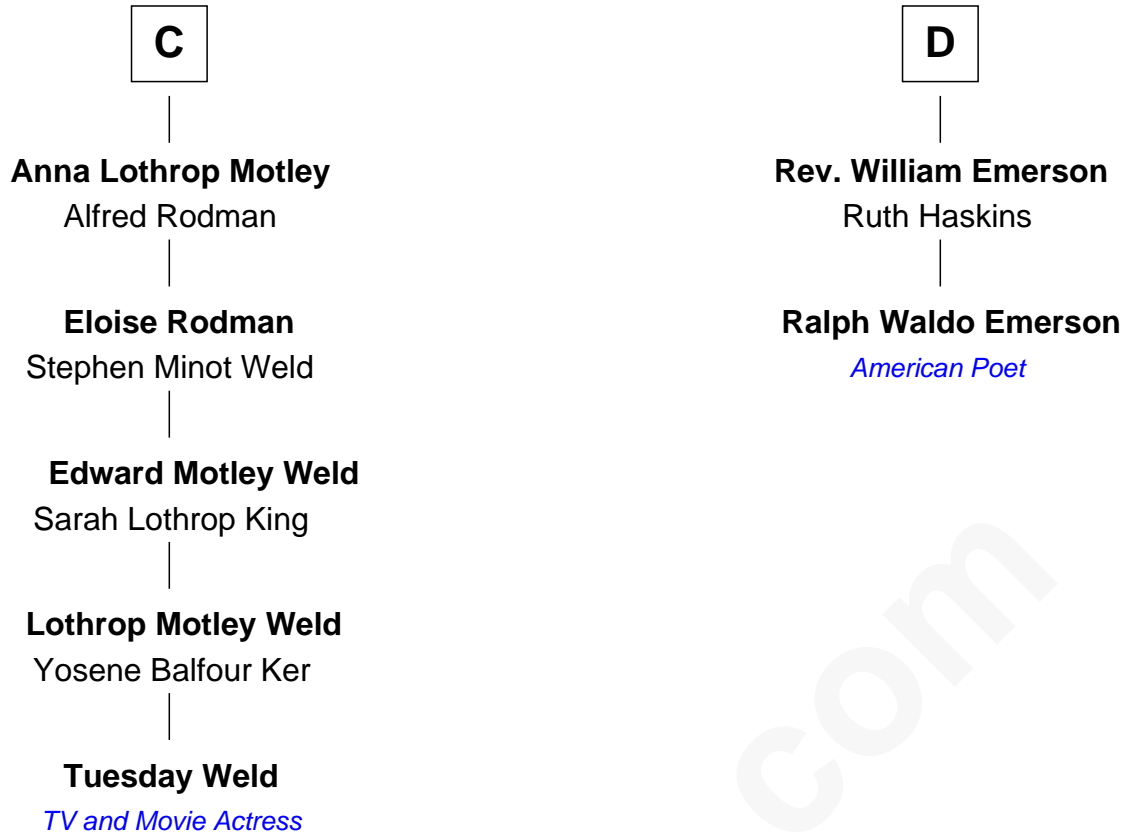 C
Anna Lothrop Motley
Alfred Rodman
Eloise Rodman
Stephen Minot Weld
Edward Motley Weld
Sarah Lothrop King
Lothrop Motley Weld
Yosene Balfour Ker
Tuesday Weld
TV and Movie Actress
D
Rev. William Emerson
Ruth Haskins
Ralph Waldo Emerson
American Poet
com